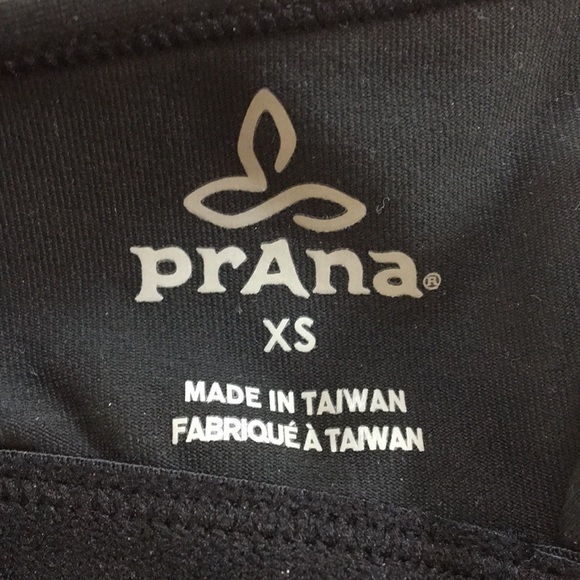 prAna®
XS
MADE IN TAIWAN
FABRIQUÉ À TAIWAN